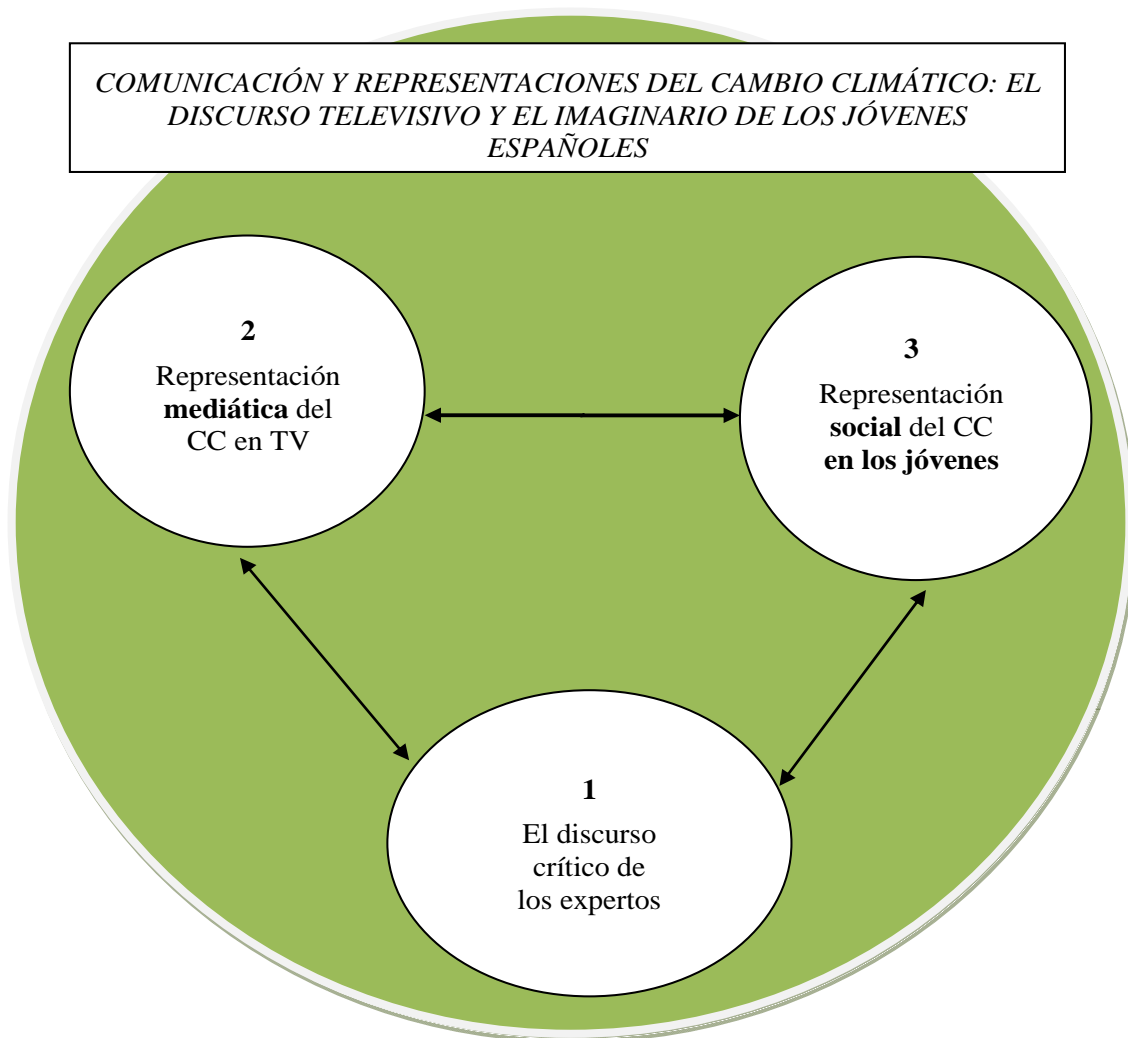 COMUNICACIÓN Y REPRESENTACIONES DEL CAMBIO CLIMÁTICO: EL
DISCURSO TELEVISIVO Y EL IMAGINARIO DE LOS JÓVENES
ESPAÑOLES
2
Representación
mediática del
CC en TV
3
Representación
social del CC
en los jóvenes
1
El discurso
crítico de
los expertos